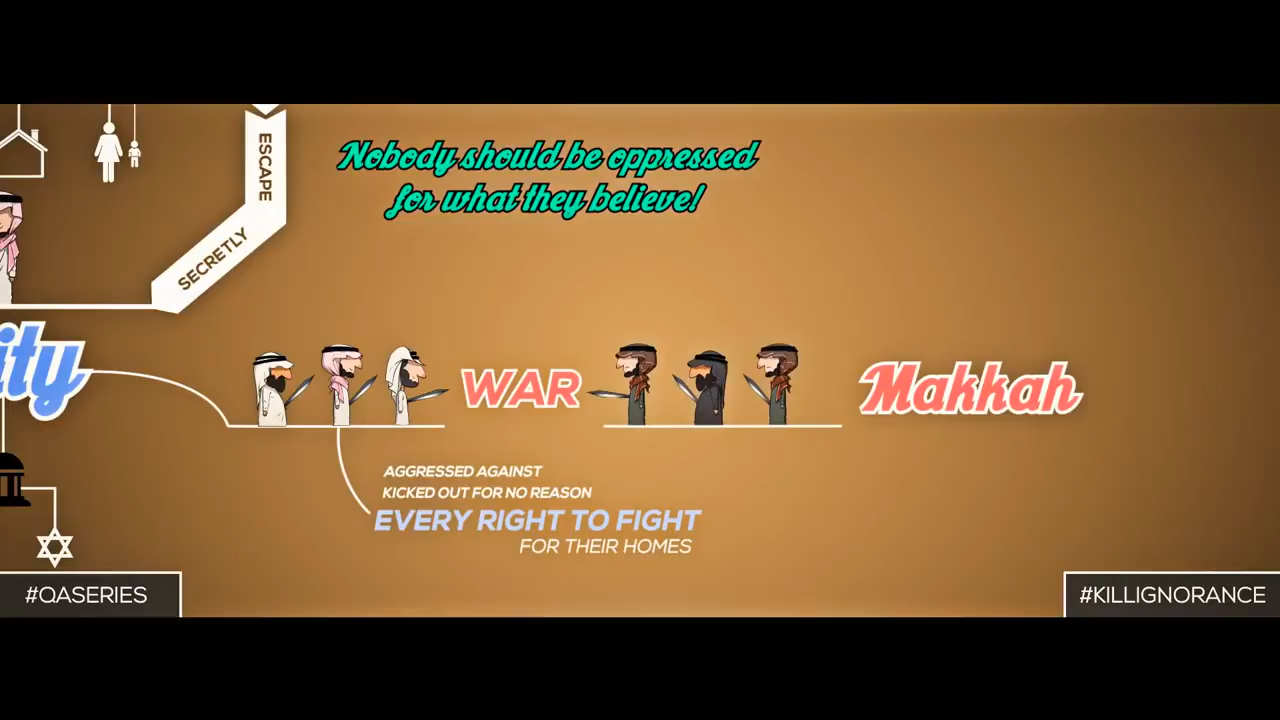 ESCAPE
SECRETLY
Nobody should be oppressed
for what they believe!
ity
WAR
Makkah
AGGRESSED AGAINST
KICKED OUT FOR NO REASON
EVERY RIGHT TO FIGHT
FOR THEIR HOMES
#QASERIES
#KILLIGNORANCE